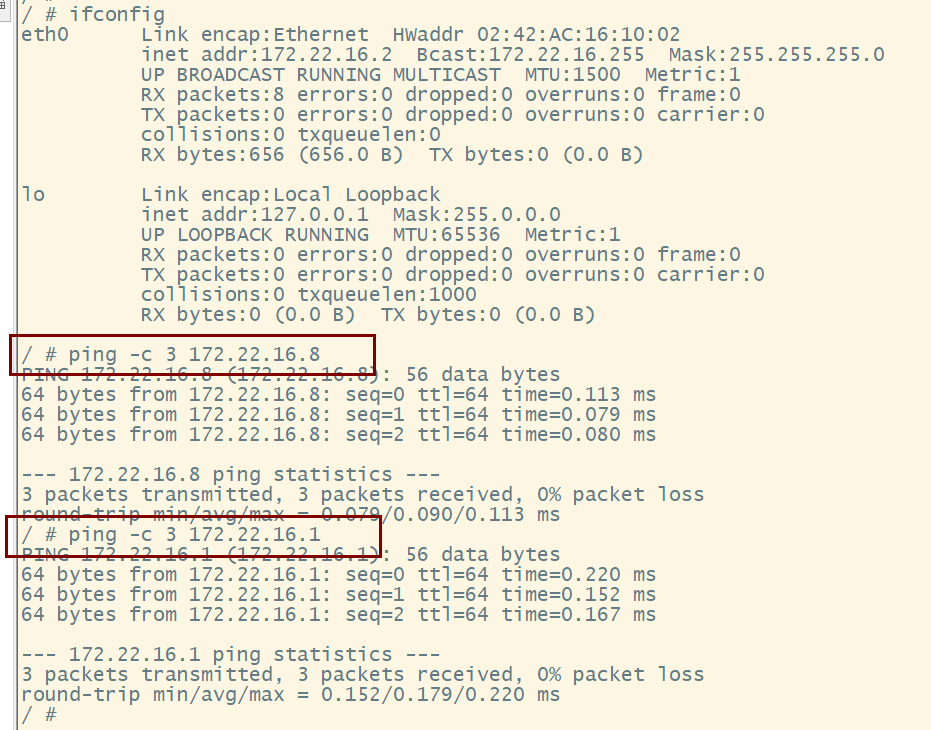 / # ifconfig
eth0      Link encap:Ethernet  HWaddr 02:42:AC:16:10:02
          inet addr:172.22.16.2  Bcast:172.22.16.255  Mask:255.255.255.0
          UP BROADCAST RUNNING MULTICAST  MTU:1500  Metric:1
          RX packets:8 errors:0 dropped:0 overruns:0 frame:0
          TX packets:0 errors:0 dropped:0 overruns:0 carrier:0
          collisions:0 txqueuelen:0
          RX bytes:656 (656.0 B)  TX bytes:0 (0.0 B)

lo        Link encap:Local Loopback
          inet addr:127.0.0.1  Mask:255.0.0.0
          UP LOOPBACK RUNNING  MTU:65536  Metric:1
          RX packets:0 errors:0 dropped:0 overruns:0 frame:0
          TX packets:0 errors:0 dropped:0 overruns:0 carrier:0
          collisions:0 txqueuelen:1000
          RX bytes:0 (0.0 B)  TX bytes:0 (0.0 B)

/ # ping -c 3 172.22.16.8
PING 172.22.16.8 (172.22.16.8): 56 data bytes
64 bytes from 172.22.16.8: seq=0 ttl=64 time=0.113 ms
64 bytes from 172.22.16.8: seq=1 ttl=64 time=0.079 ms
64 bytes from 172.22.16.8: seq=2 ttl=64 time=0.080 ms

--- 172.22.16.8 ping statistics ---
3 packets transmitted, 3 packets received, 0% packet loss
round-trip min/avg/max = 0.079/0.090/0.113 ms
/ # ping -c 3 172.22.16.1
PING 172.22.16.1 (172.22.16.1): 56 data bytes
64 bytes from 172.22.16.1: seq=0 ttl=64 time=0.220 ms
64 bytes from 172.22.16.1: seq=1 ttl=64 time=0.152 ms
64 bytes from 172.22.16.1: seq=2 ttl=64 time=0.167 ms

--- 172.22.16.1 ping statistics ---
3 packets transmitted, 3 packets received, 0% packet loss
round-trip min/avg/max = 0.152/0.179/0.220 ms
/ #